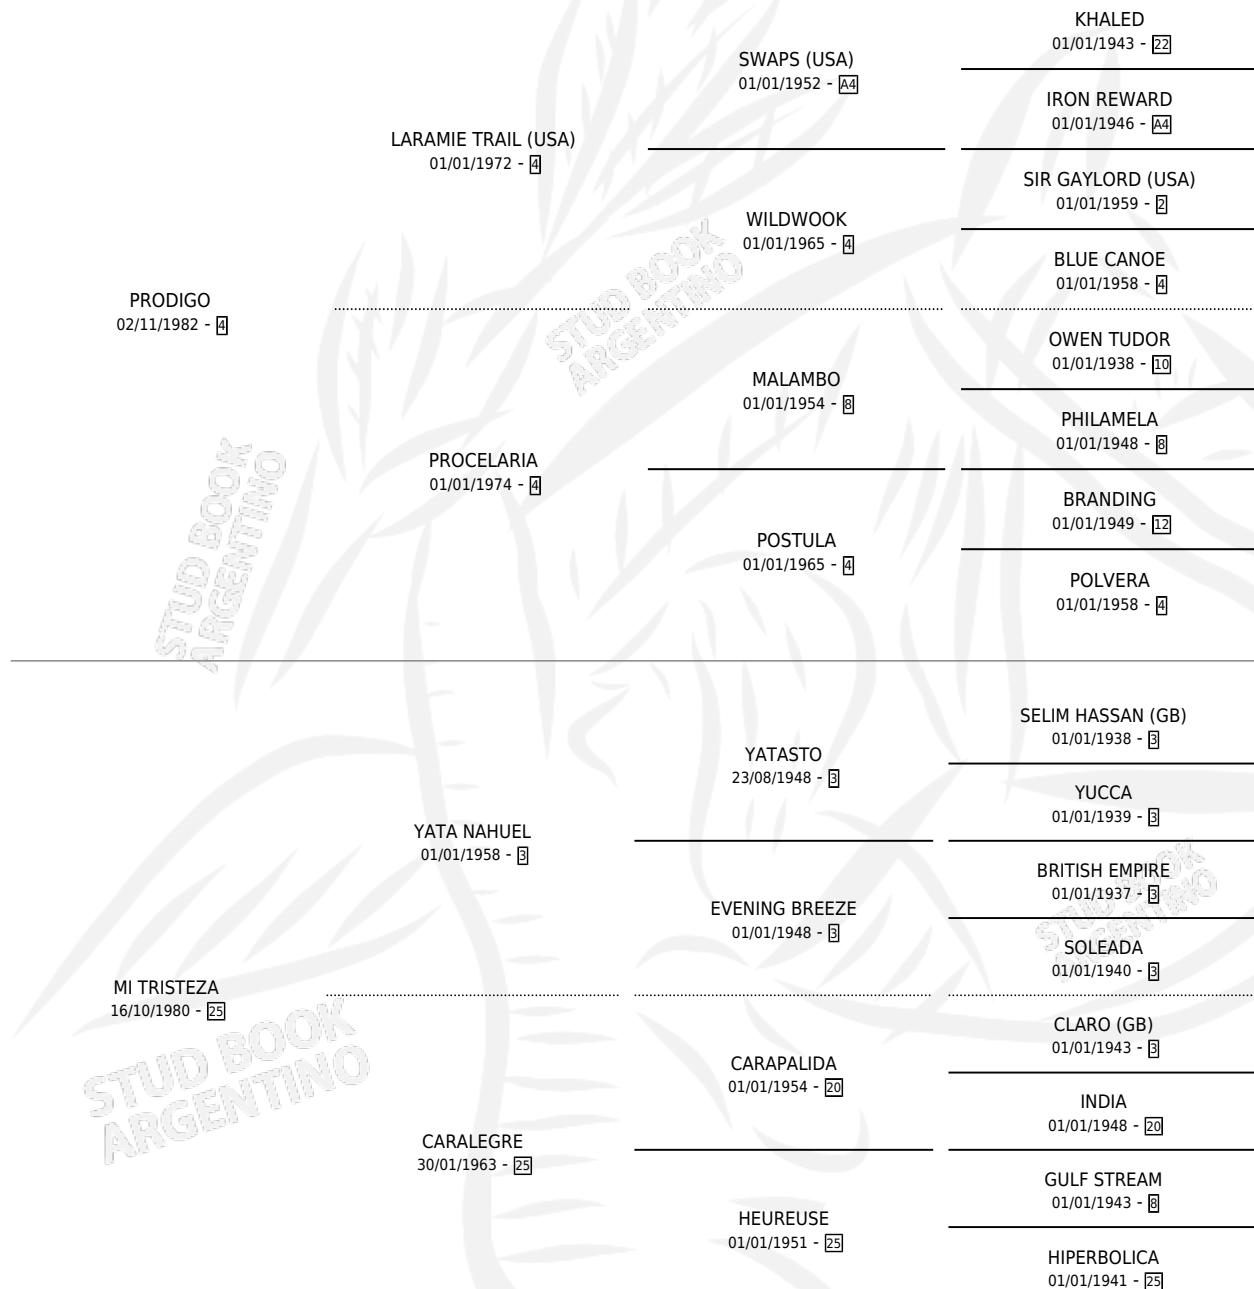 KHALED
01/01/1943 - 22
SWAPS (USA)
01/01/1952 - A4
IRON REWARD
01/01/1946 - A4
LARAMIE TRAIL (USA)
01/01/1972 - 4
SIR GAYLORD (USA)
01/01/1959 - 2
WILDWOOK
01/01/1965 - 4
BLUE CANOE
01/01/1958 - 4
PRODIGO
02/11/1982 - 4
OWEN TUDOR
01/01/1938 - 10
MALAMBO
01/01/1954 - 8
PHILAMELA
01/01/1948 - 8
PROCELARIA
01/01/1974 - 4
BRANDING
01/01/1949 - 12
POSTULA
01/01/1965 - 4
POLVERA
01/01/1958 - 4
SELIM HASSAN (GB)
01/01/1938 - 3
YATASTO
23/08/1948 - 3
YUCCA
01/01/1939 - 3
YATA NAHUEL
01/01/1958 - 3
BRITISH EMPIRE
01/01/1937 - 3
EVENING BREEZE
01/01/1948 - 3
SOLEADA
01/01/1940 - 3
MI TRISTEZA
16/10/1980 - 25
CLARO (GB)
01/01/1943 - 3
CARAPALIDA
01/01/1954 - 20
INDIA
01/01/1948 - 20
CARALEGRE
30/01/1963 - 25
GULF STREAM
01/01/1943 - 8
HEUREUSE
01/01/1951 - 25
HIPERBOLICA
01/01/1941 - 25
STUD BOOK
ARGENTINO
STUD BOOK
ARGENTINO
STUD BOOK
ARGENTINO
STUD BOOK
ARGENTINO